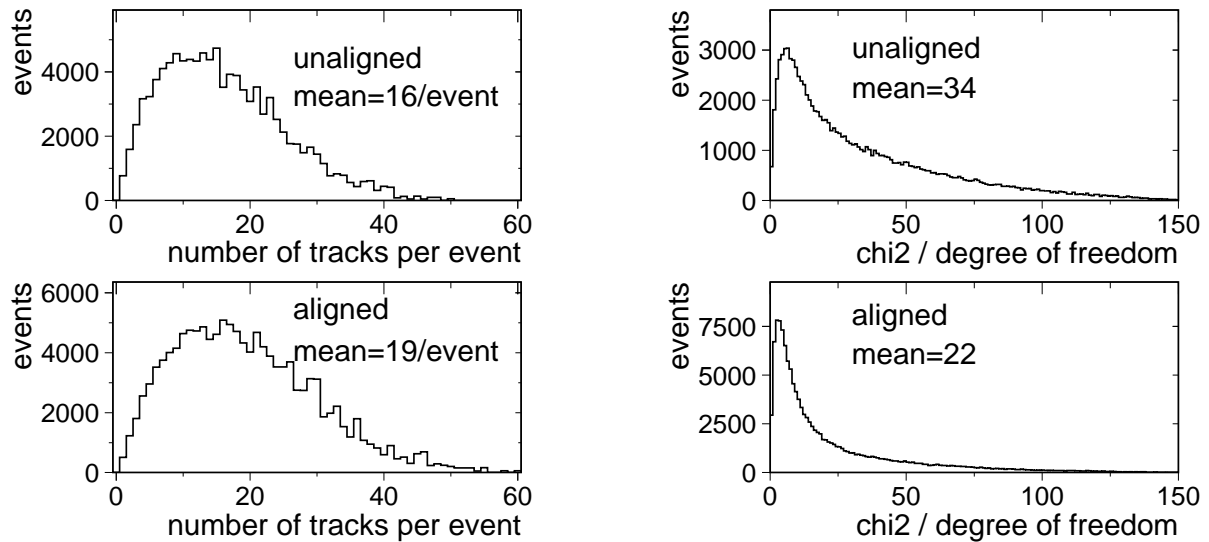 events
4000
2000
0
unaligned
mean=16/event
0 20 40 60
number of tracks per event
events
3000
2000
1000
0
unaligned
mean=34
0 50 100 150
chi2 / degree of freedom
events
6000
4000
2000
0
aligned
mean=19/event
0 20 40 60
number of tracks per event
events
7500
5000
2500
0
aligned
mean=22
0 50 100 150
chi2 / degree of freedom